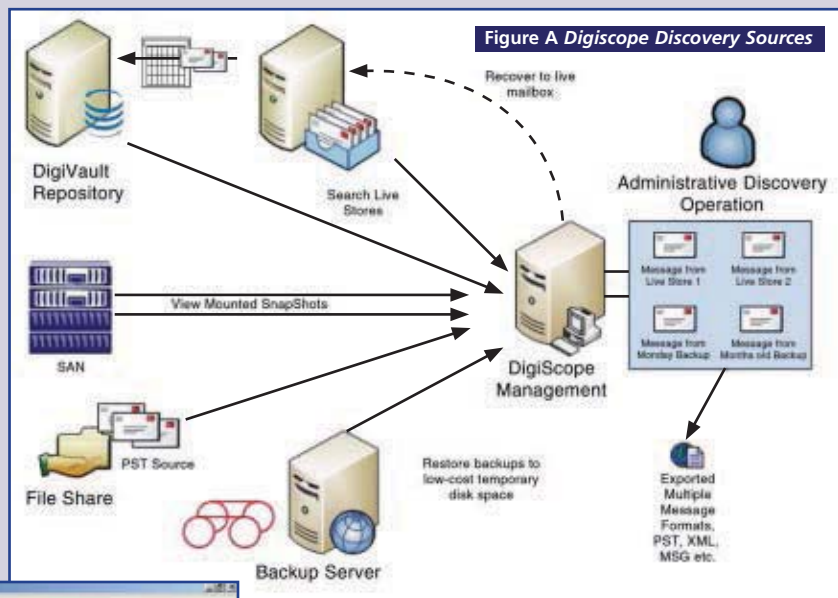 Figure A Digiscope Discovery Sources
Recover to live
mailbox
DigiVault
Repository
Search Live
Stores
Administrative Discovery
Operation
Message from
Live Store 1
Message from
Live Store 2
Message from
Monday Backup
Message from
Months old Backup
View Mounted SnapShots
SAN
DigiScope
Management
PST Source
File Share
Restore backups to
low-cost temporary
disk space
Backup Server
Exported
Multiple
Message
Formats,
PST, XML,
MSG etc.